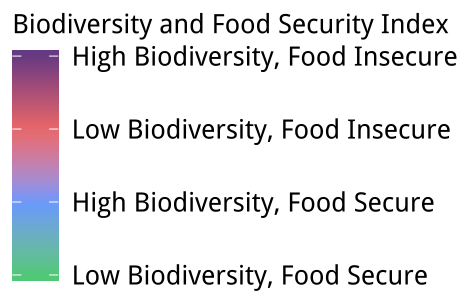 Biodiversity and Food Security Index
High Biodiversity, Food Insecure
Low Biodiversity, Food Insecure
High Biodiversity, Food Secure
Low Biodiversity, Food Secure